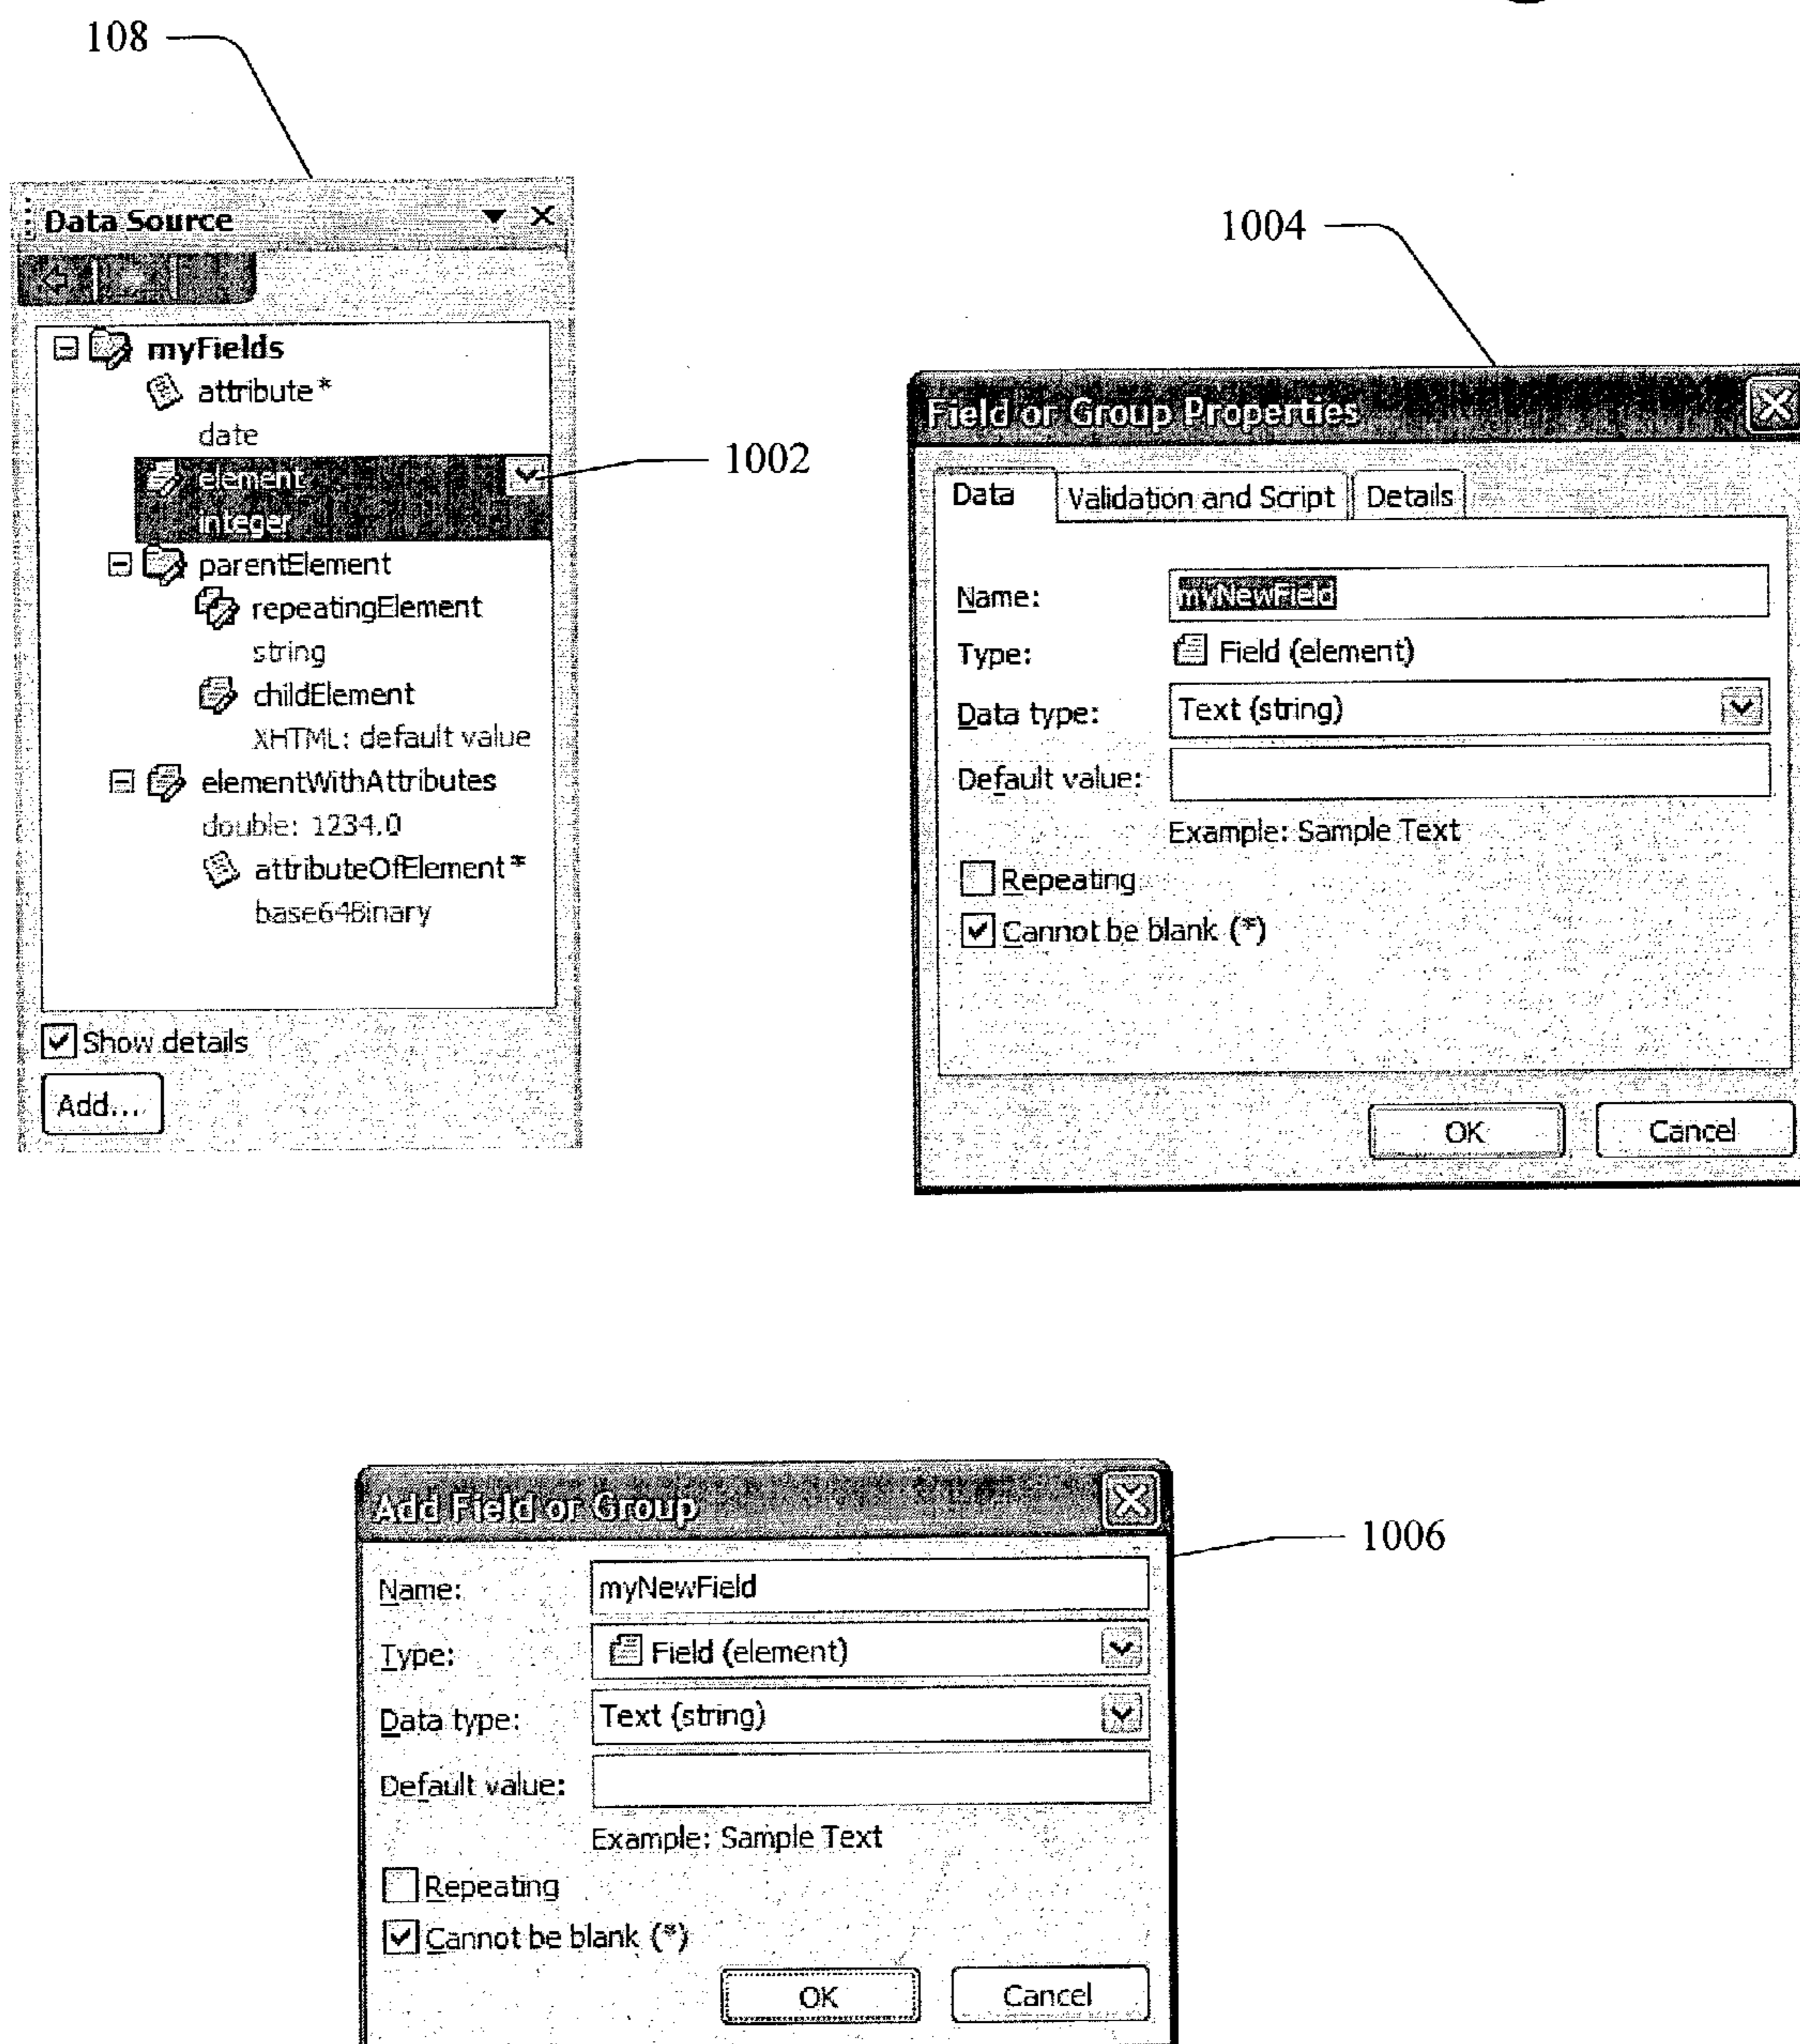 108
Data Source
myFields
attribute*
date
element
integer
parentElement
repeatingElement
string
childElement
XHTML: default value
elementWithAttributes
double: 1234.0
attributeOfElement*
base64Binary
Show details
Add...
1002
1004
Field or Group Properties
Data Validation and Script Details
Name: myNewField
Type: Field (element)
Data type: Text (string)
Default value:
Example: Sample Text
Repeating
Cannot be blank (*)
OK Cancel
1006
Add Field or Group
Name: myNewField
Type: Field (element)
Data type: Text (string)
Default value:
Example: Sample Text
Repeating
Cannot be blank (*)
OK Cancel